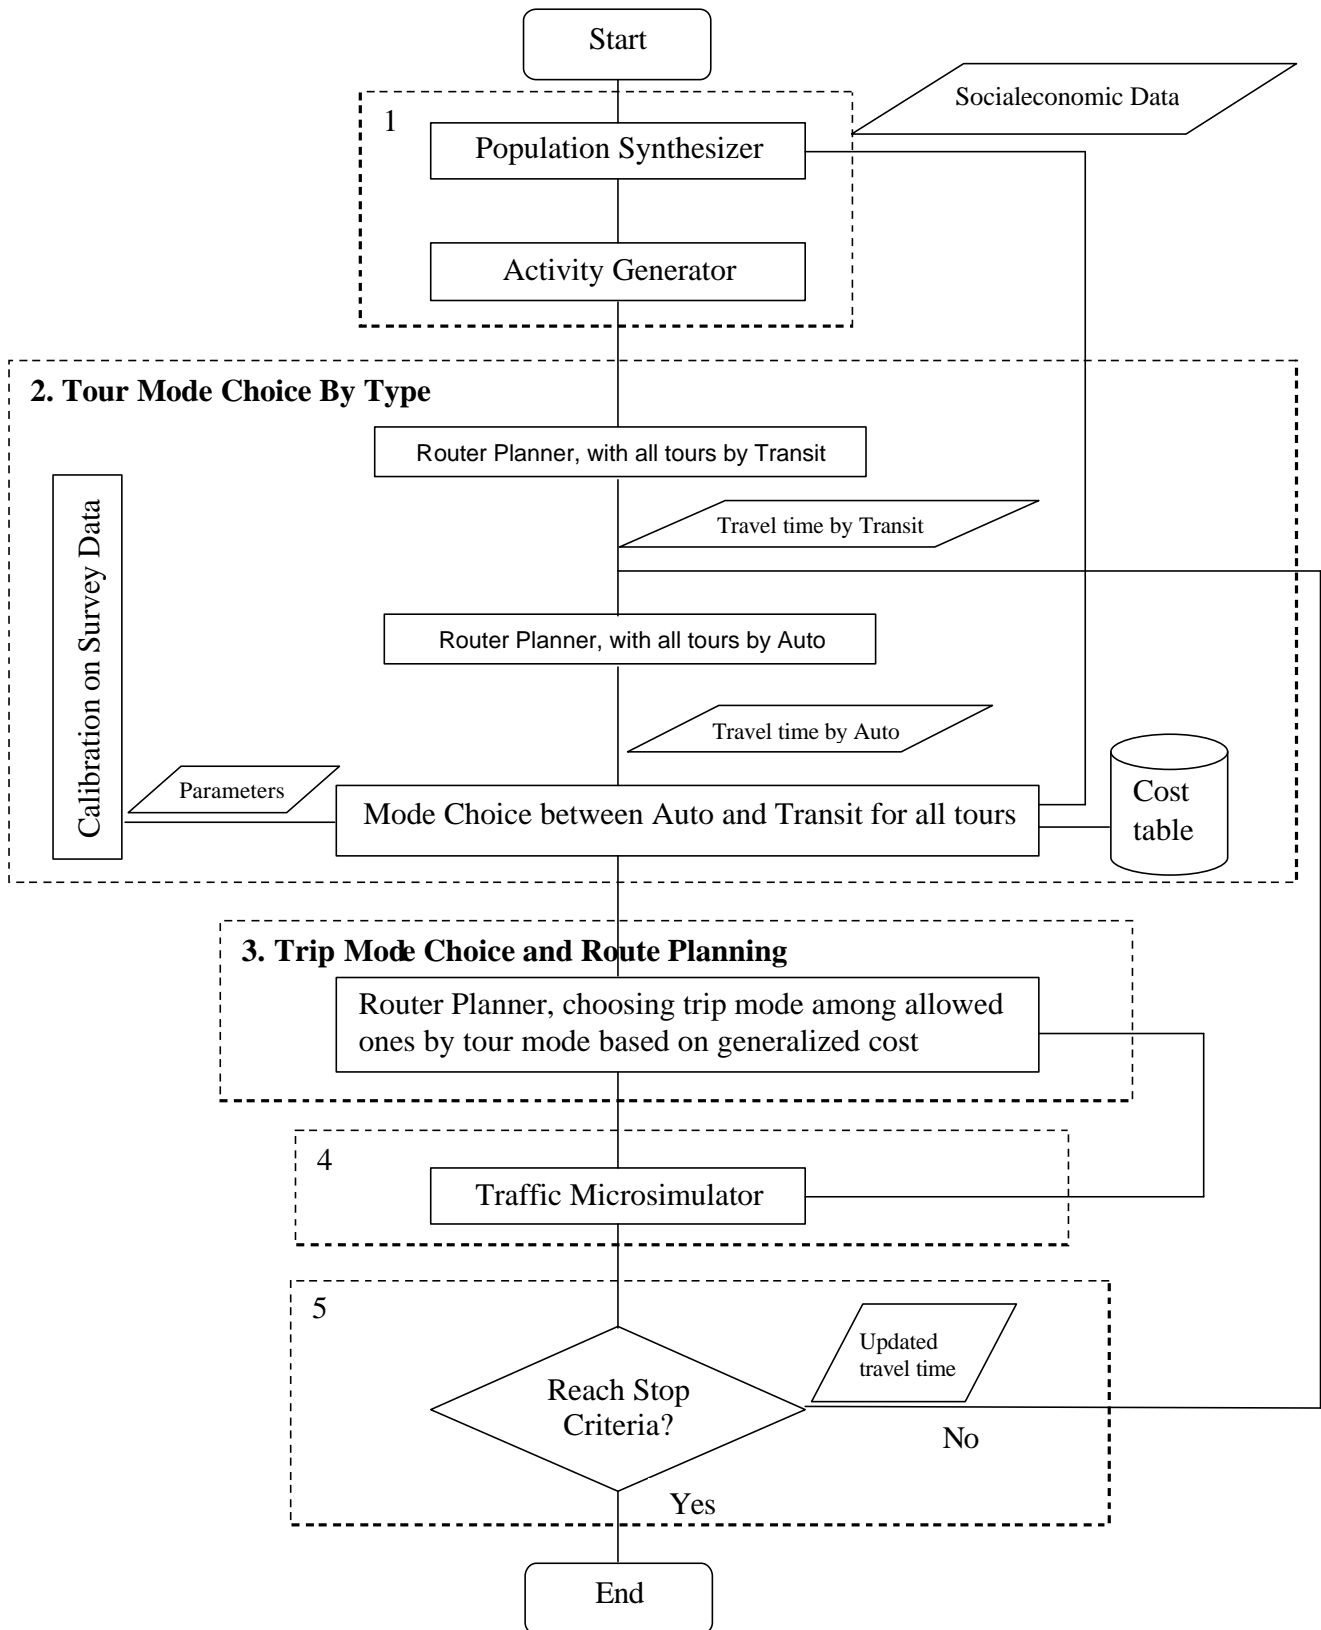 Start
Socialeconomic Data
1
Population Synthesizer
Activity Generator
2. Tour Mode Choice By Type
Router Planner, with all tours by Transit
Travel time by Transit
Calibration on Survey Data
Router Planner, with all tours by Auto
Travel time by Auto
Parameters
Mode Choice between Auto and Transit for all tours
Cost
table
3. Trip Mode Choice and Route Planning
Router Planner, choosing trip mode among allowed
ones by tour mode based on generalized cost
4
Traffic Microsimulator
5
Updated
travel time
Reach Stop
Criteria?
No
Yes
End